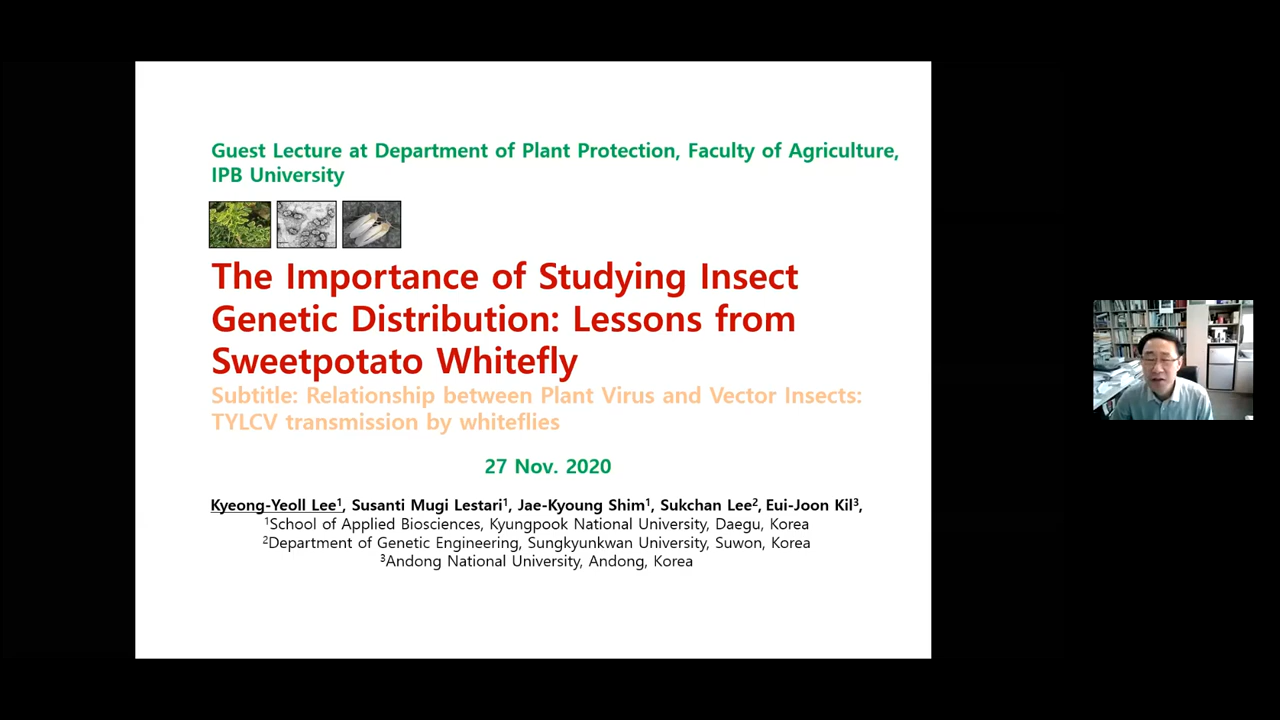 Guest Lecture at Department of Plant Protection, Faculty of Agriculture,
IPB University
The Importance of Studying Insect
Genetic Distribution: Lessons from
Sweetpotato Whitefly
Subtitle: Relationship between Plant Virus and Vector Insects:
TYLCV transmission by whiteflies
27 Nov. 2020
Kyeong-Yeoll Lee¹, Susanti Mugi Lestari¹, Jae-Kyoung Shim¹, Sukchan Lee², Eui-Joon Kil³,
¹School of Applied Biosciences, Kyungpook National University, Daegu, Korea
²Department of Genetic Engineering, Sungkyunkwan University, Suwon, Korea
³Andong National University, Andong, Korea